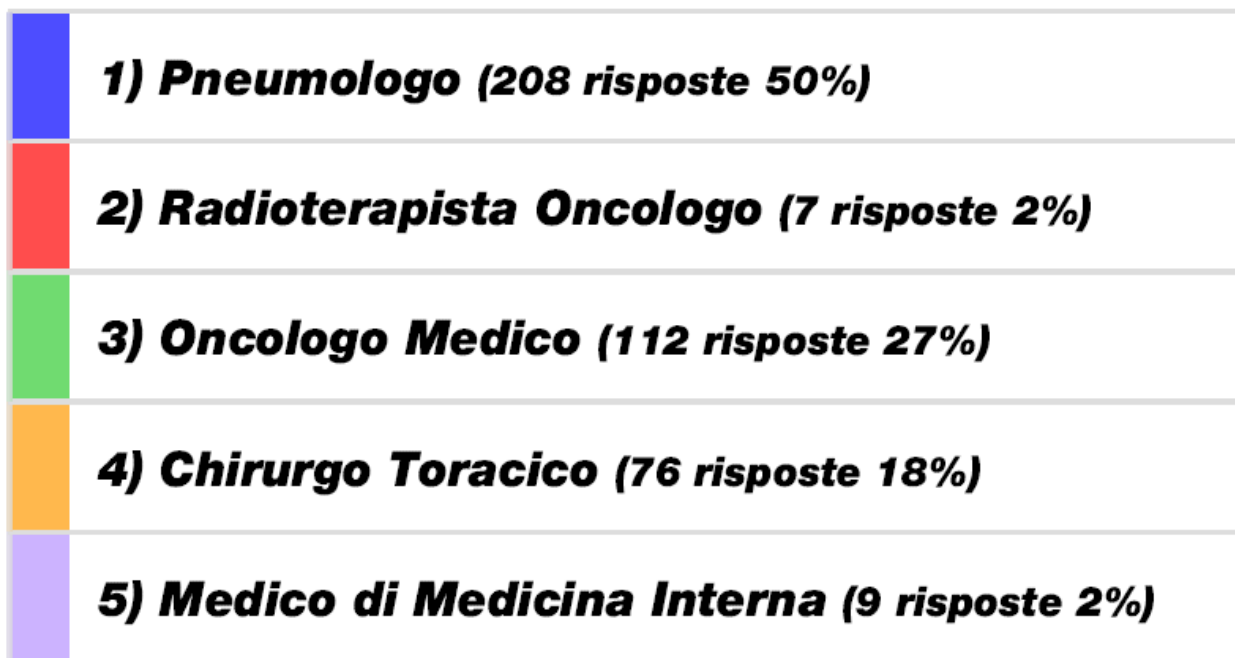 1) Pneumologo (208 risposte 50%)
2) Radioterapista Oncologo (7 risposte 2%)
3) Oncologo Medico (112 risposte 27%)
4) Chirurgo Toracico (76 risposte 18%)
5) Medico di Medicina Interna (9 risposte 2%)